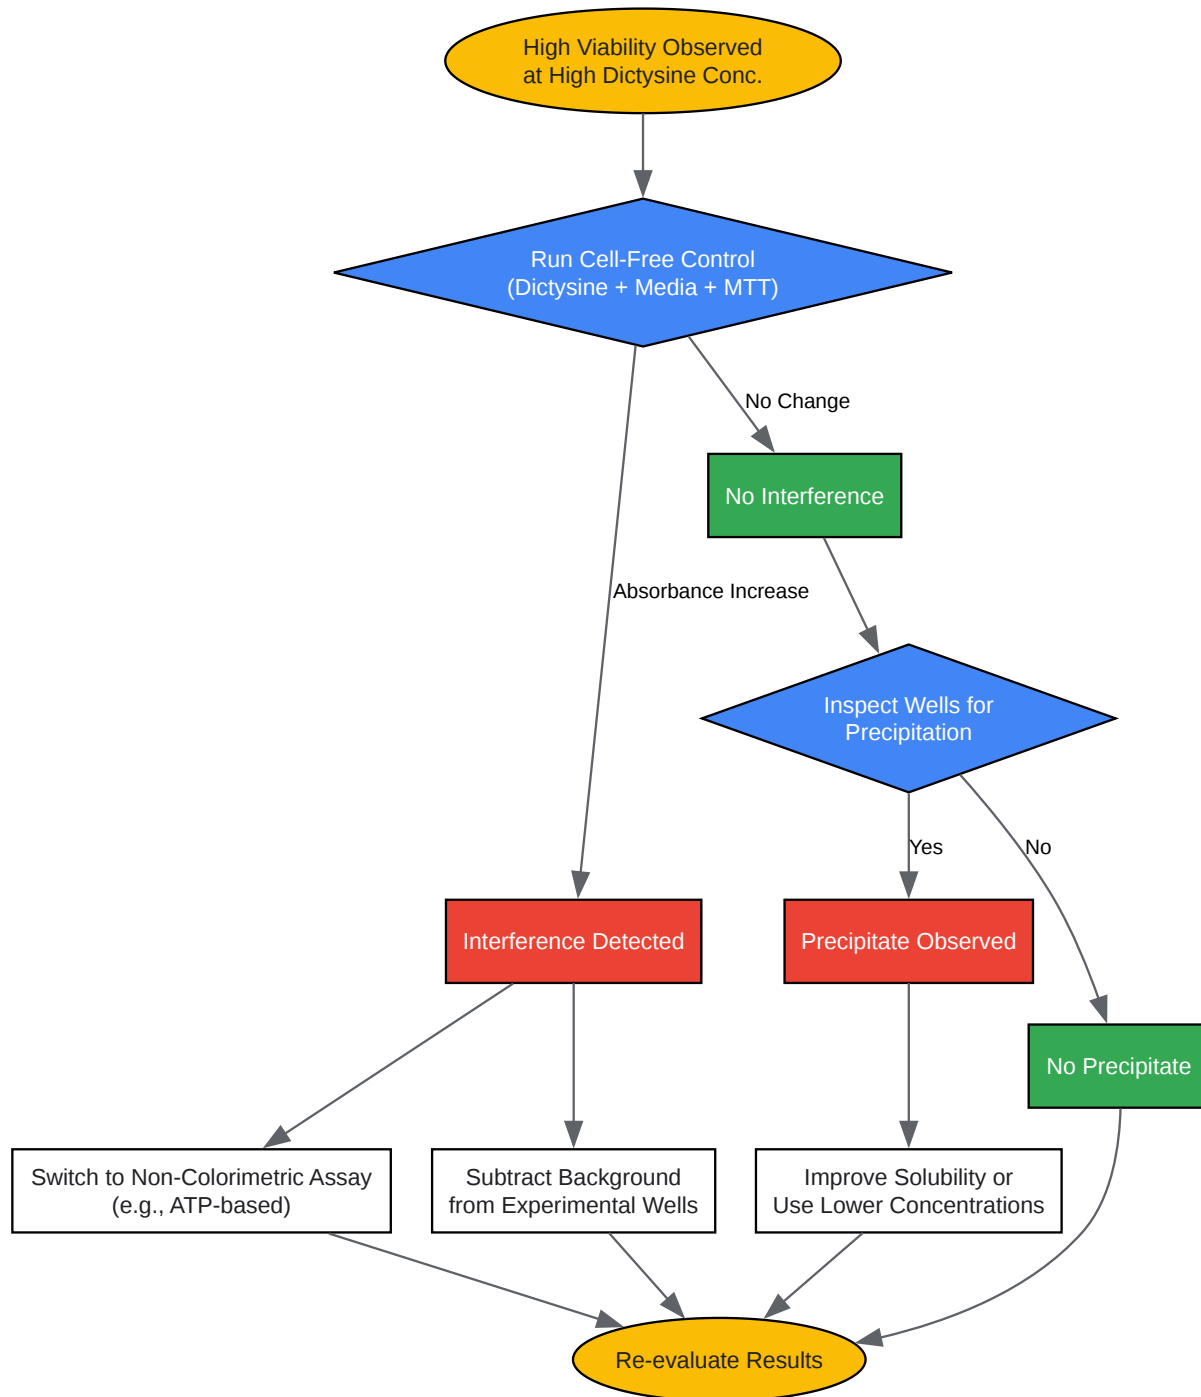 High Viability Observed
at High Dictysine Conc.
Run Cell-Free Control
(Dictysine + Media + MTT)
No Change
No Interference
Absorbance Increase
Inspect Wells for
Precipitation
Yes
No
Interference Detected
Precipitate Observed
No Precipitate
Switch to Non-Colorimetric Assay
(e.g., ATP-based)
Subtract Background
from Experimental Wells
Improve Solubility or
Use Lower Concentrations
Re-evaluate Results